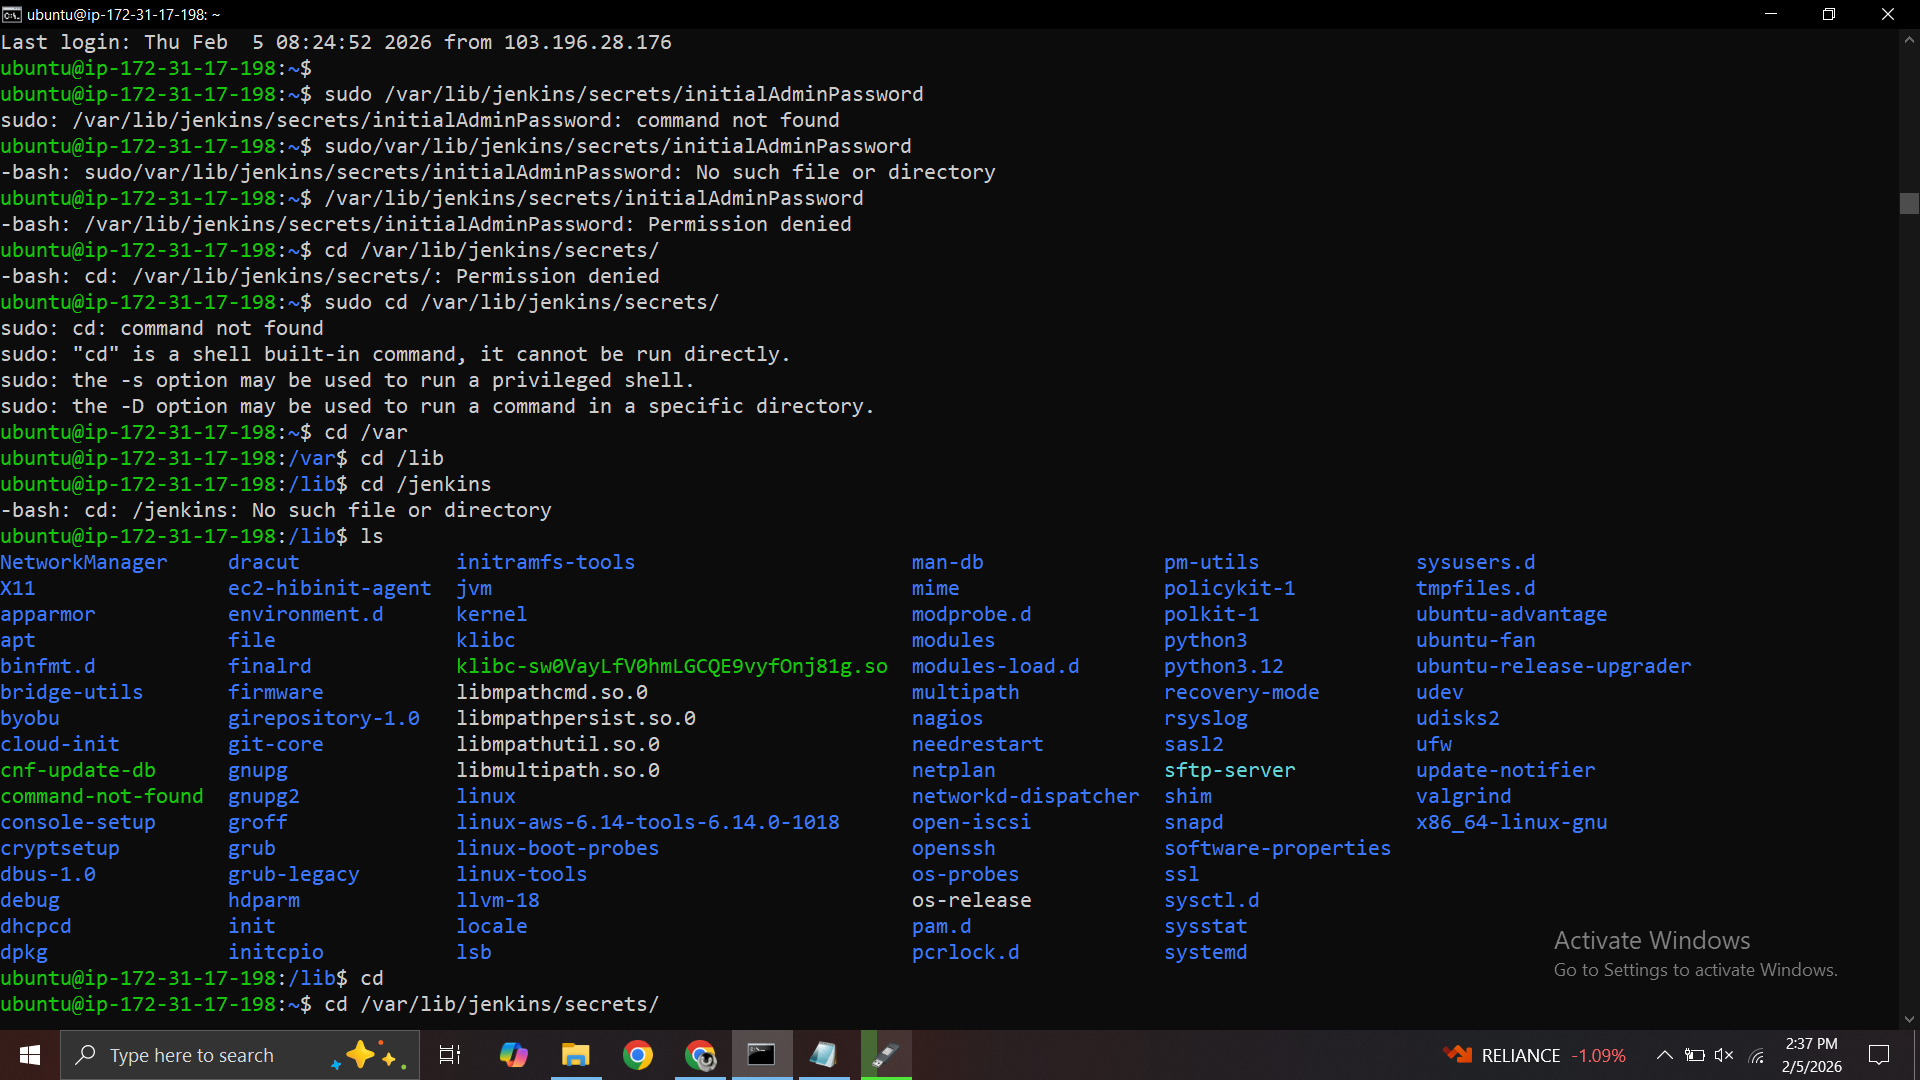 ubuntu@ip-172-31-17-198: ~
Last login: Thu Feb  5 08:24:52 2026 from 103.196.28.176
ubuntu@ip-172-31-17-198:~$
ubuntu@ip-172-31-17-198:~$ sudo /var/lib/jenkins/secrets/initialAdminPassword
sudo: /var/lib/jenkins/secrets/initialAdminPassword: command not found
ubuntu@ip-172-31-17-198:~$ sudo/var/lib/jenkins/secrets/initialAdminPassword
-bash: sudo/var/lib/jenkins/secrets/initialAdminPassword: No such file or directory
ubuntu@ip-172-31-17-198:~$ /var/lib/jenkins/secrets/initialAdminPassword
-bash: /var/lib/jenkins/secrets/initialAdminPassword: Permission denied
ubuntu@ip-172-31-17-198:~$ cd /var/lib/jenkins/secrets/
-bash: cd: /var/lib/jenkins/secrets/: Permission denied
ubuntu@ip-172-31-17-198:~$ sudo cd /var/lib/jenkins/secrets/
sudo: cd: command not found
sudo: "cd" is a shell built-in command, it cannot be run directly.
sudo: the -s option may be used to run a privileged shell.
sudo: the -D option may be used to run a command in a specific directory.
ubuntu@ip-172-31-17-198:~$ cd /var
ubuntu@ip-172-31-17-198:/var$ cd /lib
ubuntu@ip-172-31-17-198:/lib$ cd /jenkins
-bash: cd: /jenkins: No such file or directory
ubuntu@ip-172-31-17-198:/lib$ ls
NetworkManager dracut initramfs-tools man-db pm-utils sysusers.d
X11 ec2-hibinit-agent jvm mime policykit-1 tmpfiles.d
apparmor environment.d kernel modprobe.d polkit-1 ubuntu-advantage
apt file klibc modules python3 ubuntu-fan
binfmt.d finalrd klibc-sw0VayLfV0hmLGCQE9vyfOnj81g.so modules-load.d python3.12 ubuntu-release-upgrader
bridge-utils firmware libmpathcmd.so.0 multipath recovery-mode udev
byobu girepository-1.0 libmpathpersist.so.0 nagios rsyslog udisks2
cloud-init git-core libmpathutil.so.0 needrestart sasl2 ufw
cnf-update-db gnupg libmultipath.so.0 netplan sftp-server update-notifier
command-not-found gnupg2 linux networkd-dispatcher shim valgrind
console-setup groff linux-aws-6.14-tools-6.14.0-1018 open-iscsi snapd x86_64-linux-gnu
cryptsetup grub linux-boot-probes openssh software-properties
dbus-1.0 grub-legacy linux-tools os-probes ssl
debug hdparm llvm-18 os-release sysctl.d
dhcpcd init locale pam.d sysstat
dpkg initcpio lsb pcrlock.d systemd
ubuntu@ip-172-31-17-198:/lib$ cd
ubuntu@ip-172-31-17-198:~$ cd /var/lib/jenkins/secrets/
Activate Windows
Go to Settings to activate Windows.
Type here to search
RELIANCE -1.09%
2:37 PM
2/5/2026